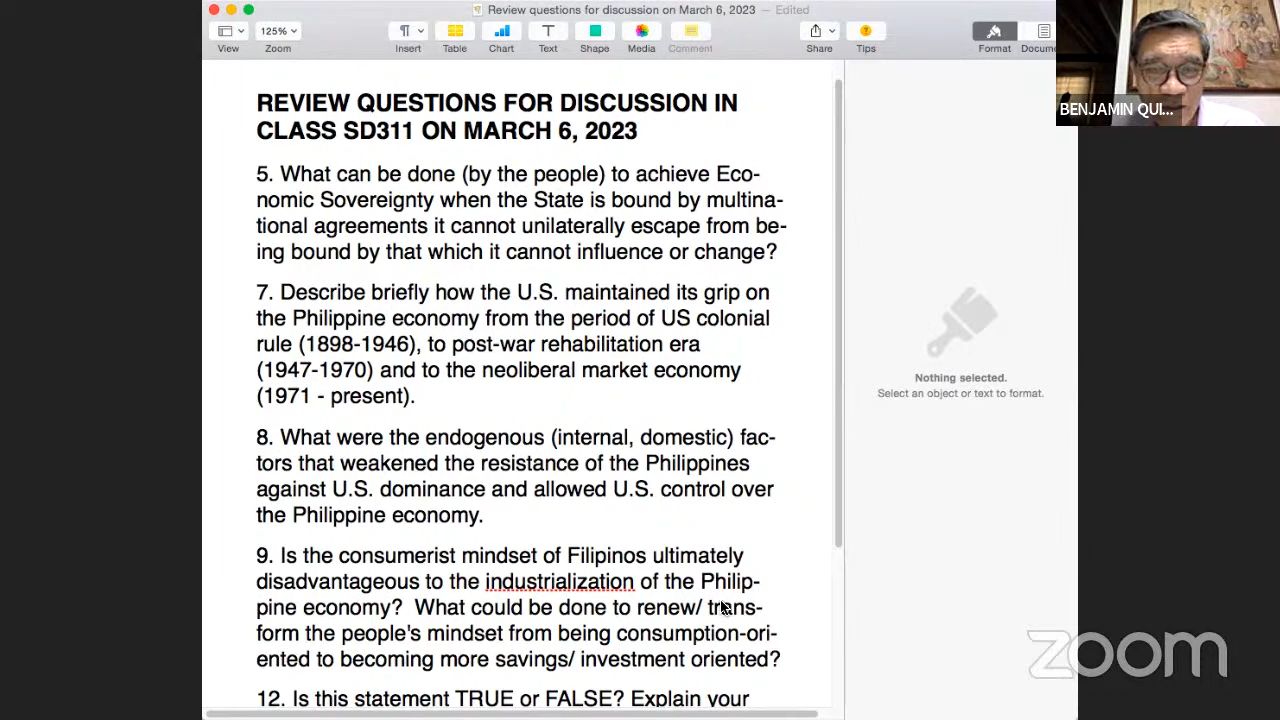 Review questions for discussion on March 6, 2023 — Edited
125%
View
Zoom
Insert
Table
Chart
Text
Shape
Media
Comment
Share
Tips
Format
Docume
BENJAMIN QUI...
REVIEW QUESTIONS FOR DISCUSSION IN
CLASS SD311 ON MARCH 6, 2023
5. What can be done (by the people) to achieve Eco-
nomic Sovereignty when the State is bound by multina-
tional agreements it cannot unilaterally escape from be-
ing bound by that which it cannot influence or change?
7. Describe briefly how the U.S. maintained its grip on
the Philippine economy from the period of US colonial
rule (1898-1946), to post-war rehabilitation era
(1947-1970) and to the neoliberal market economy
(1971 - present).
8. What were the endogenous (internal, domestic) fac-
tors that weakened the resistance of the Philippines
against U.S. dominance and allowed U.S. control over
the Philippine economy.
9. Is the consumerist mindset of Filipinos ultimately
disadvantageous to the industrialization of the Philip-
pine economy? What could be done to renew/ trans-
form the people's mindset from being consumption-ori-
ented to becoming more savings/ investment oriented?
12. Is this statement TRUE or FALSE? Explain your
Nothing selected.
Select an object or text to format.
zoom